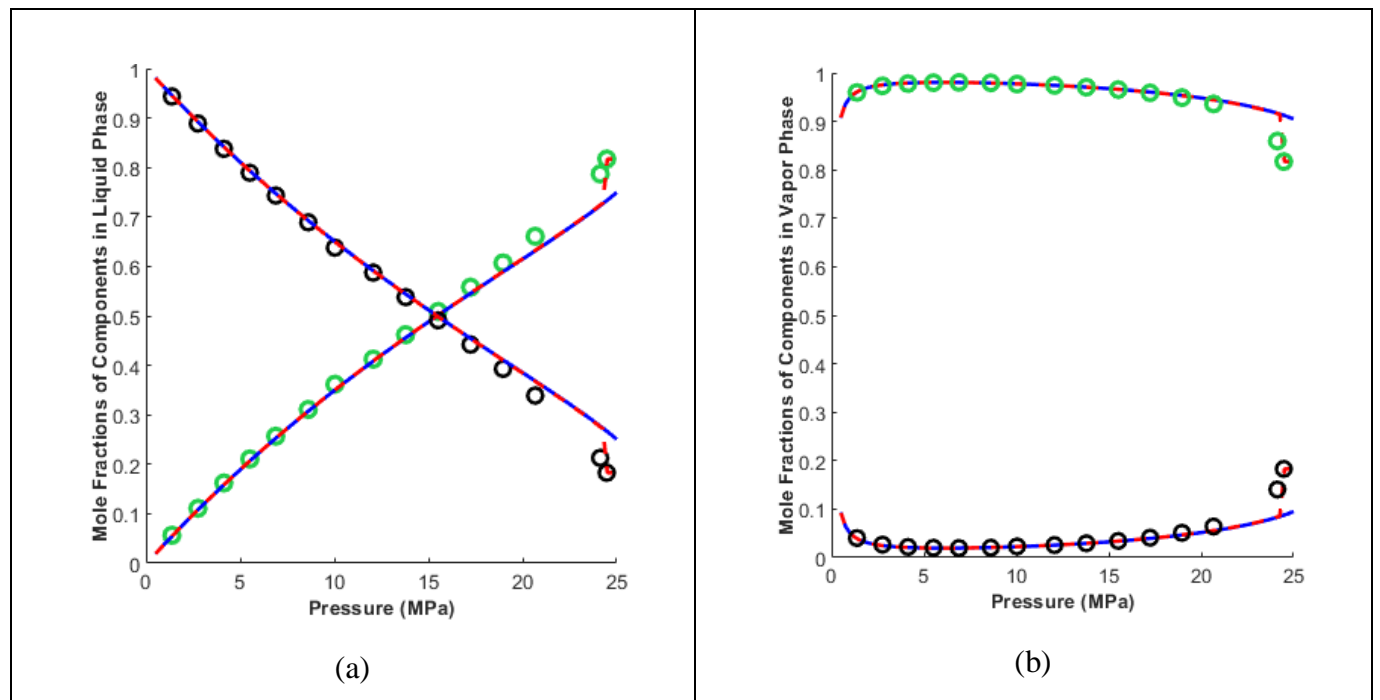 Mole Fractions of Components in Liquid Phase
1
0.9
0.8
0.7
0.6
0.5
0.4
0.3
0.2
0.1
0
0 5 10 15 20 25
Pressure (MPa)
(a)
Mole Fractions of Components in Vapor Phase
1
0.9
0.8
0.7
0.6
0.5
0.4
0.3
0.2
0.1
0
0 5 10 15 20 25
Pressure (MPa)
(b)